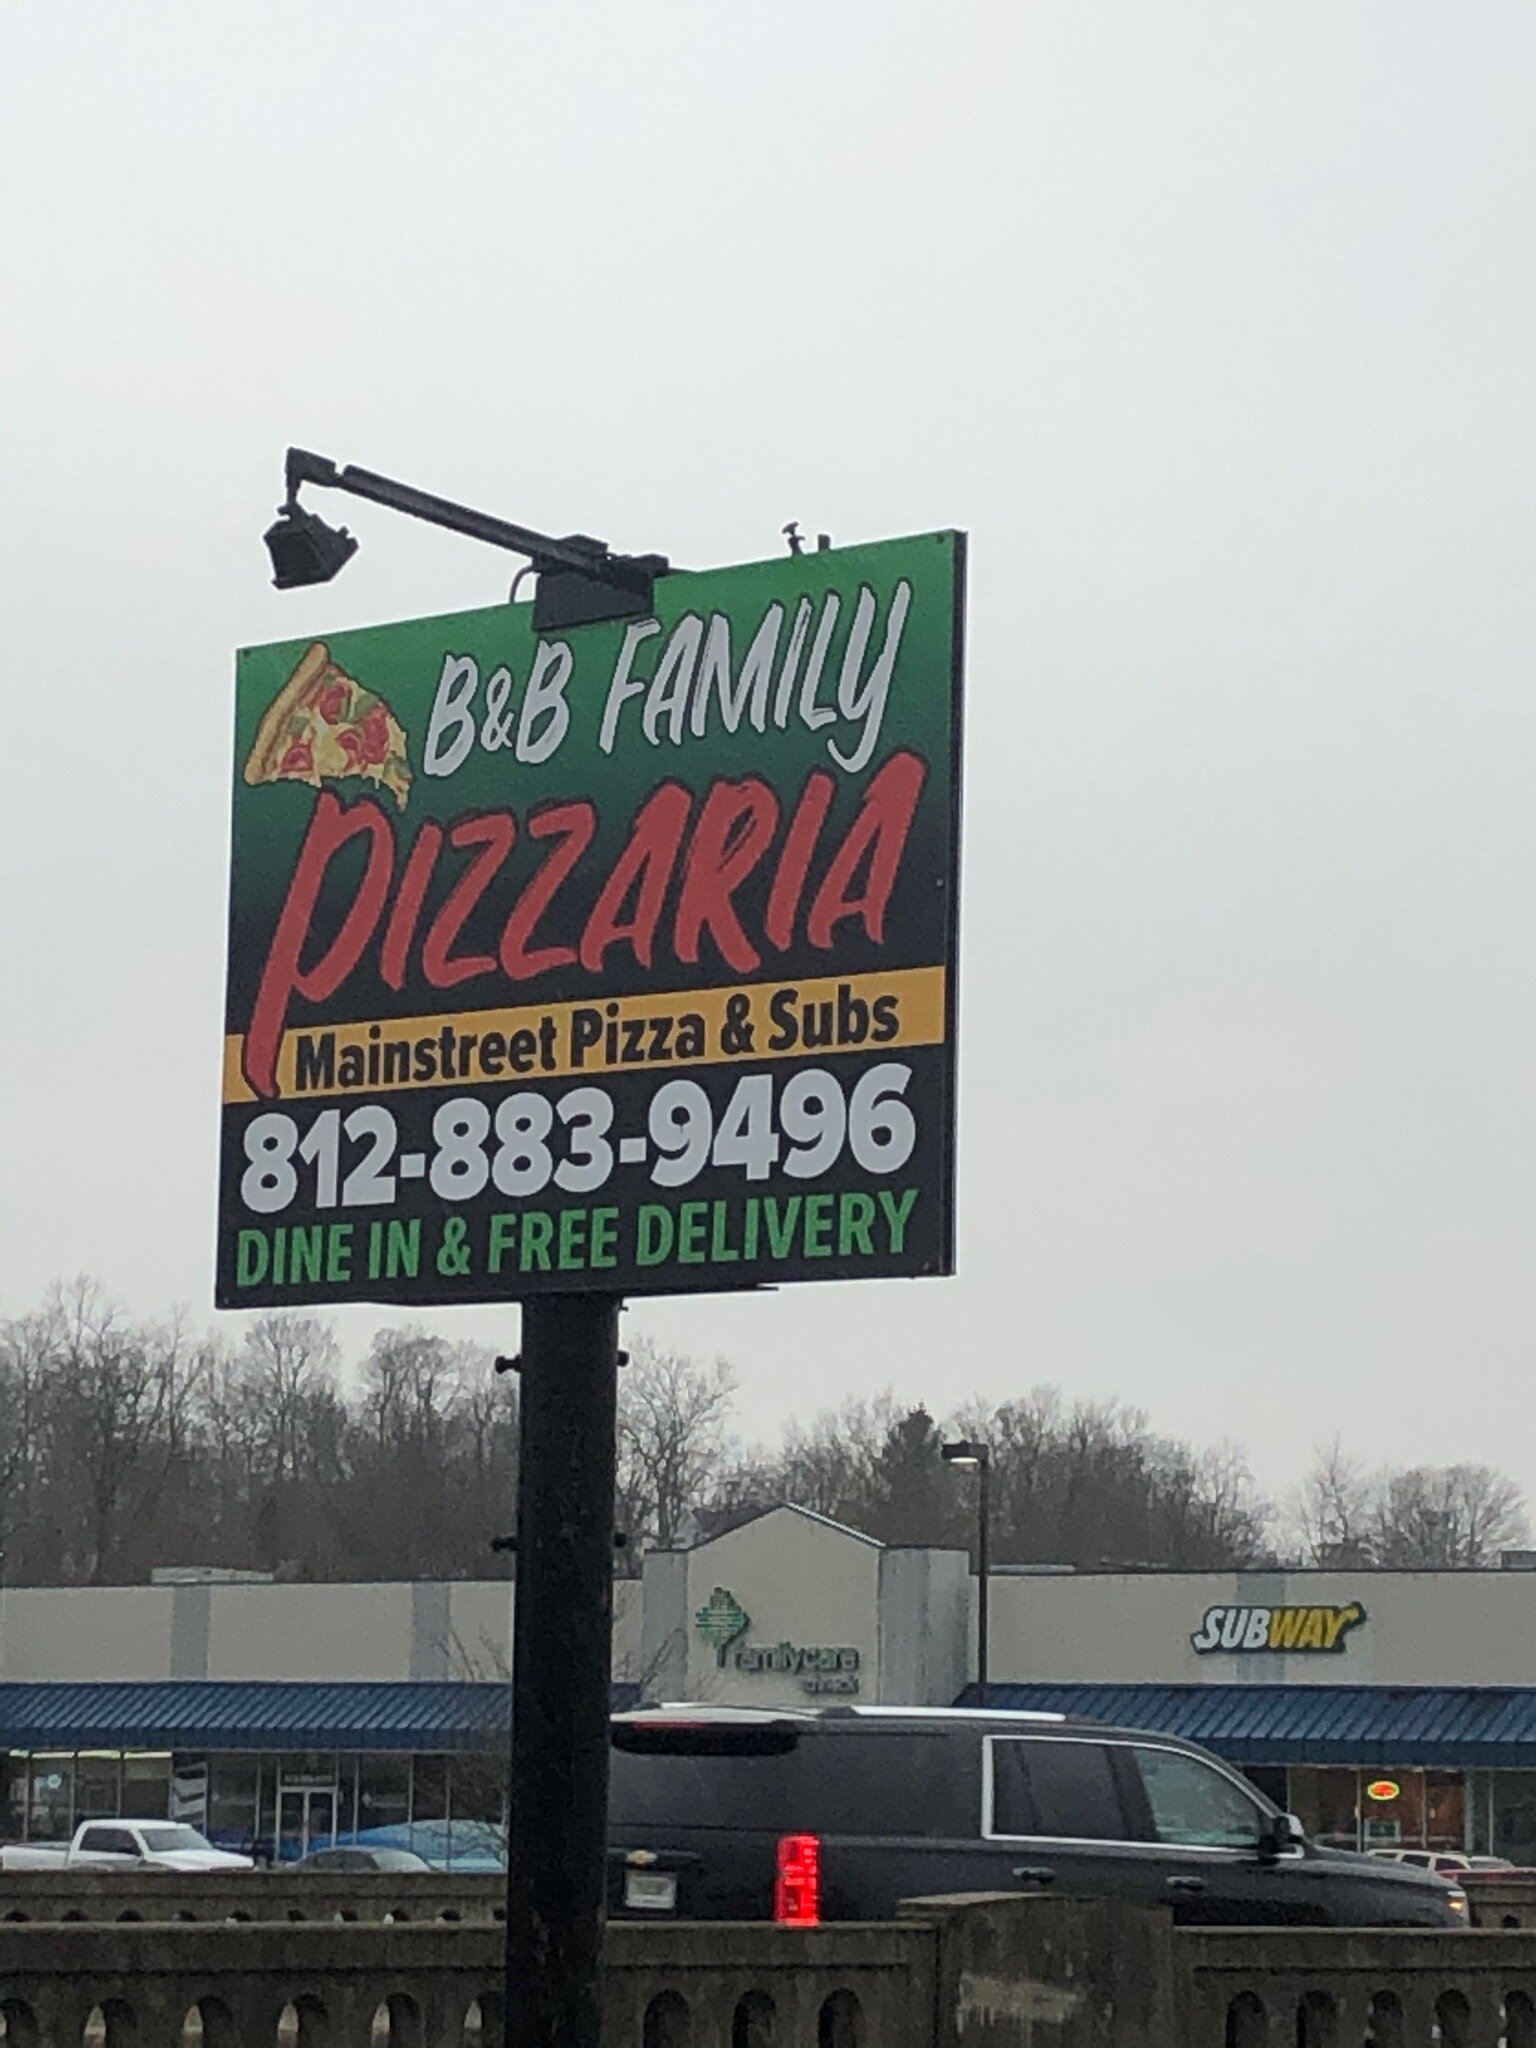 B&B FAMILY
PIZZARIA
Mainstreet Pizza & Subs
812-883-9496
DINE IN & FREE DELIVERY
familycare
SUBWAY